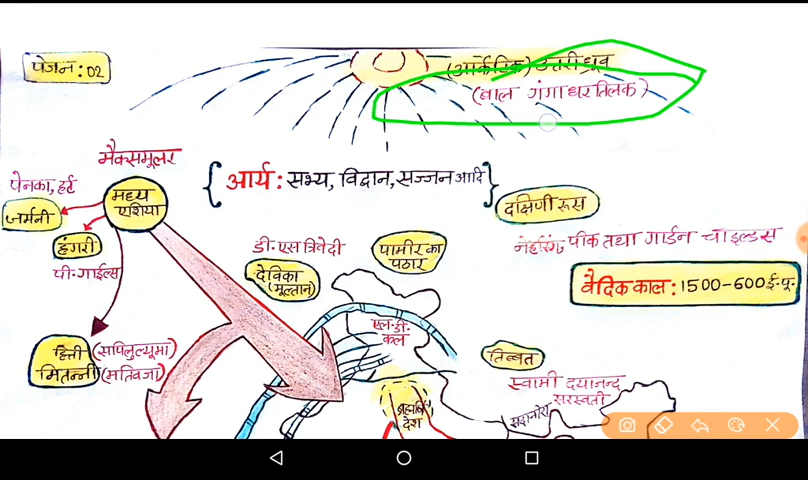 पेजन: 02
(आर्कटिक) उत्तरी ध्रुव
(बाल गंगाधर तिलक)
मैक्समूलर
{ आर्य: सभ्य, विद्वान, सज्जन आदि }
पेनका, हर्ट
मध्य एशिया
जर्मनी
दक्षिणी रूस
हंगरी
पी. गाईल्स
डी. एस त्रिवेदी
पामीर का
पठार
नेहरिंग, पीक तथा गार्डन चाइल्डस
देविका
(मुल्तान)
वैदिक काल: 1500-600 ई.पू.
एल.डी.
कल
हित्ती (सपिलुल्यूमा)
मितन्नी (मतिवजा)
तिब्बत
स्वामी दयानन्द
सरस्वती
ब्रह्मर्षि
देश
सदानीरा